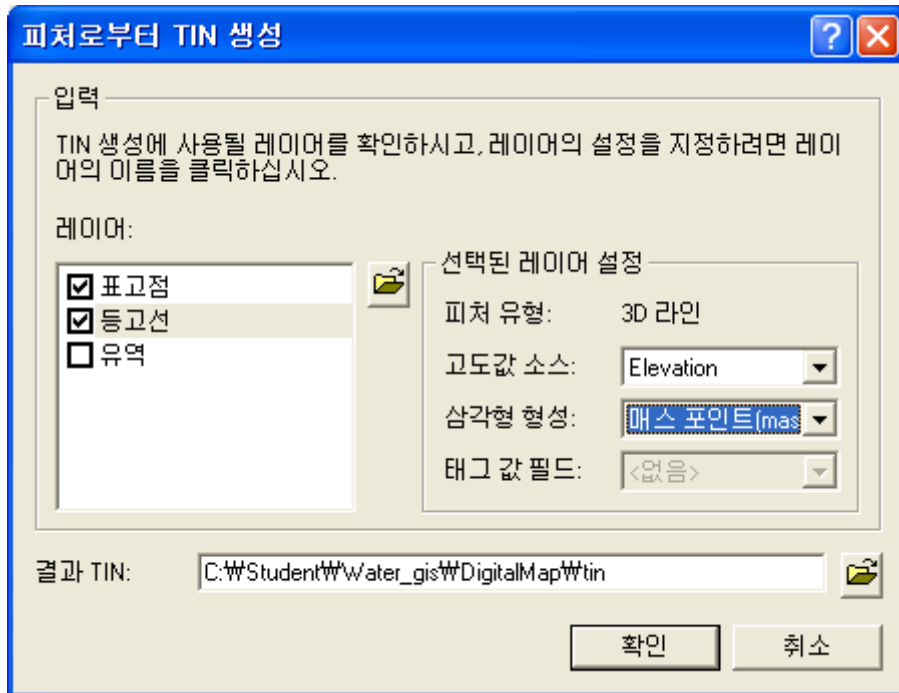 피처로부터 TIN 생성
입력
TIN 생성에 사용될 레이어를 확인하시고, 레이어의 설정을 지정하려면 레이
어의 이름을 클릭하십시오.
레이어:
표고점
등고선
유역
선택된 레이어 설정
피처 유형: 3D 라인
고도값 소스: Elevation
삼각형 형성: 매스 포인트(mas
태그 값 필드: <없음>
결과 TIN: C:₩Student₩Water_gis₩DigitalMap₩tin
확인 취소